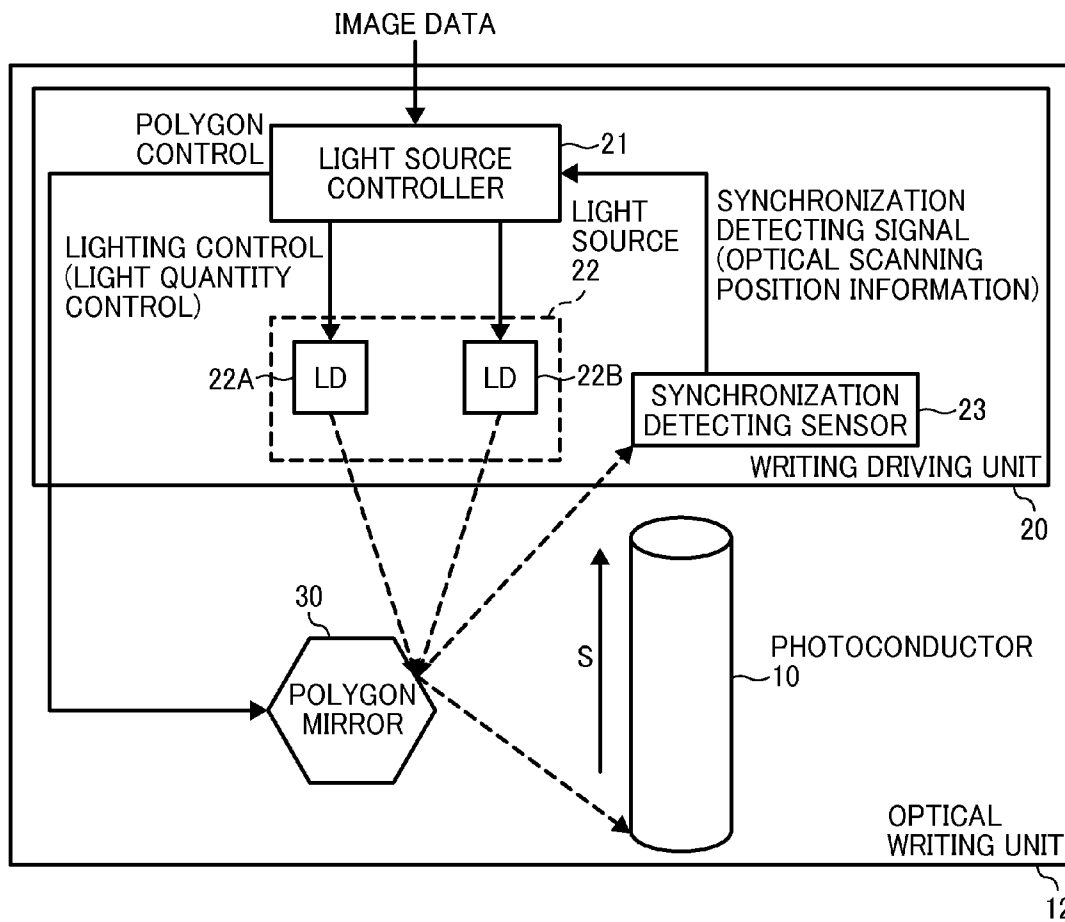 IMAGE DATA
POLYGON
CONTROL
LIGHT SOURCE
CONTROLLER
21
LIGHTING CONTROL
(LIGHT QUANTITY
CONTROL)
LIGHT
SOURCE
22
SYNCHRONIZATION
DETECTING SIGNAL
(OPTICAL SCANNING
POSITION INFORMATION)
22A
LD
LD
22B
SYNCHRONIZATION
DETECTING SENSOR
23
WRITING DRIVING UNIT
20
30
POLYGON
MIRROR
S
PHOTOCONDUCTOR
10
OPTICAL
WRITING UNIT
12